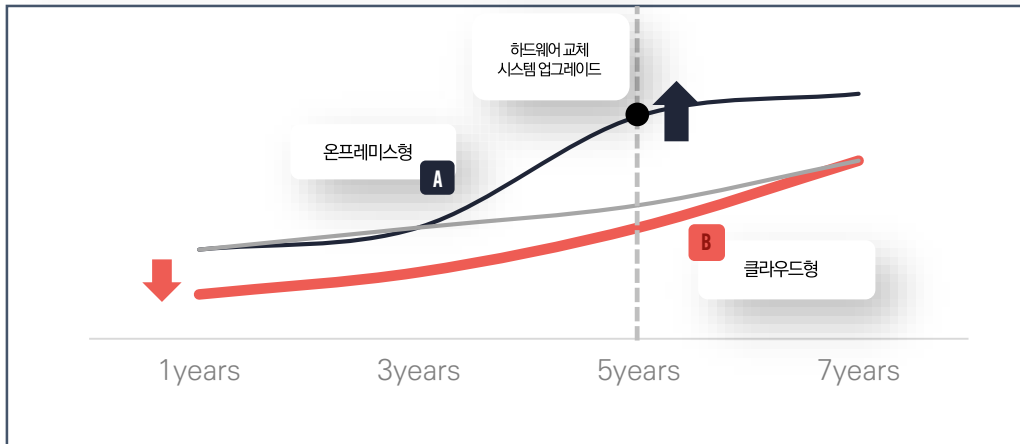 하드웨어 교체
시스템 업그레이드
온프레미스형
A
B
클라우드형
1years
3years
5years
7years